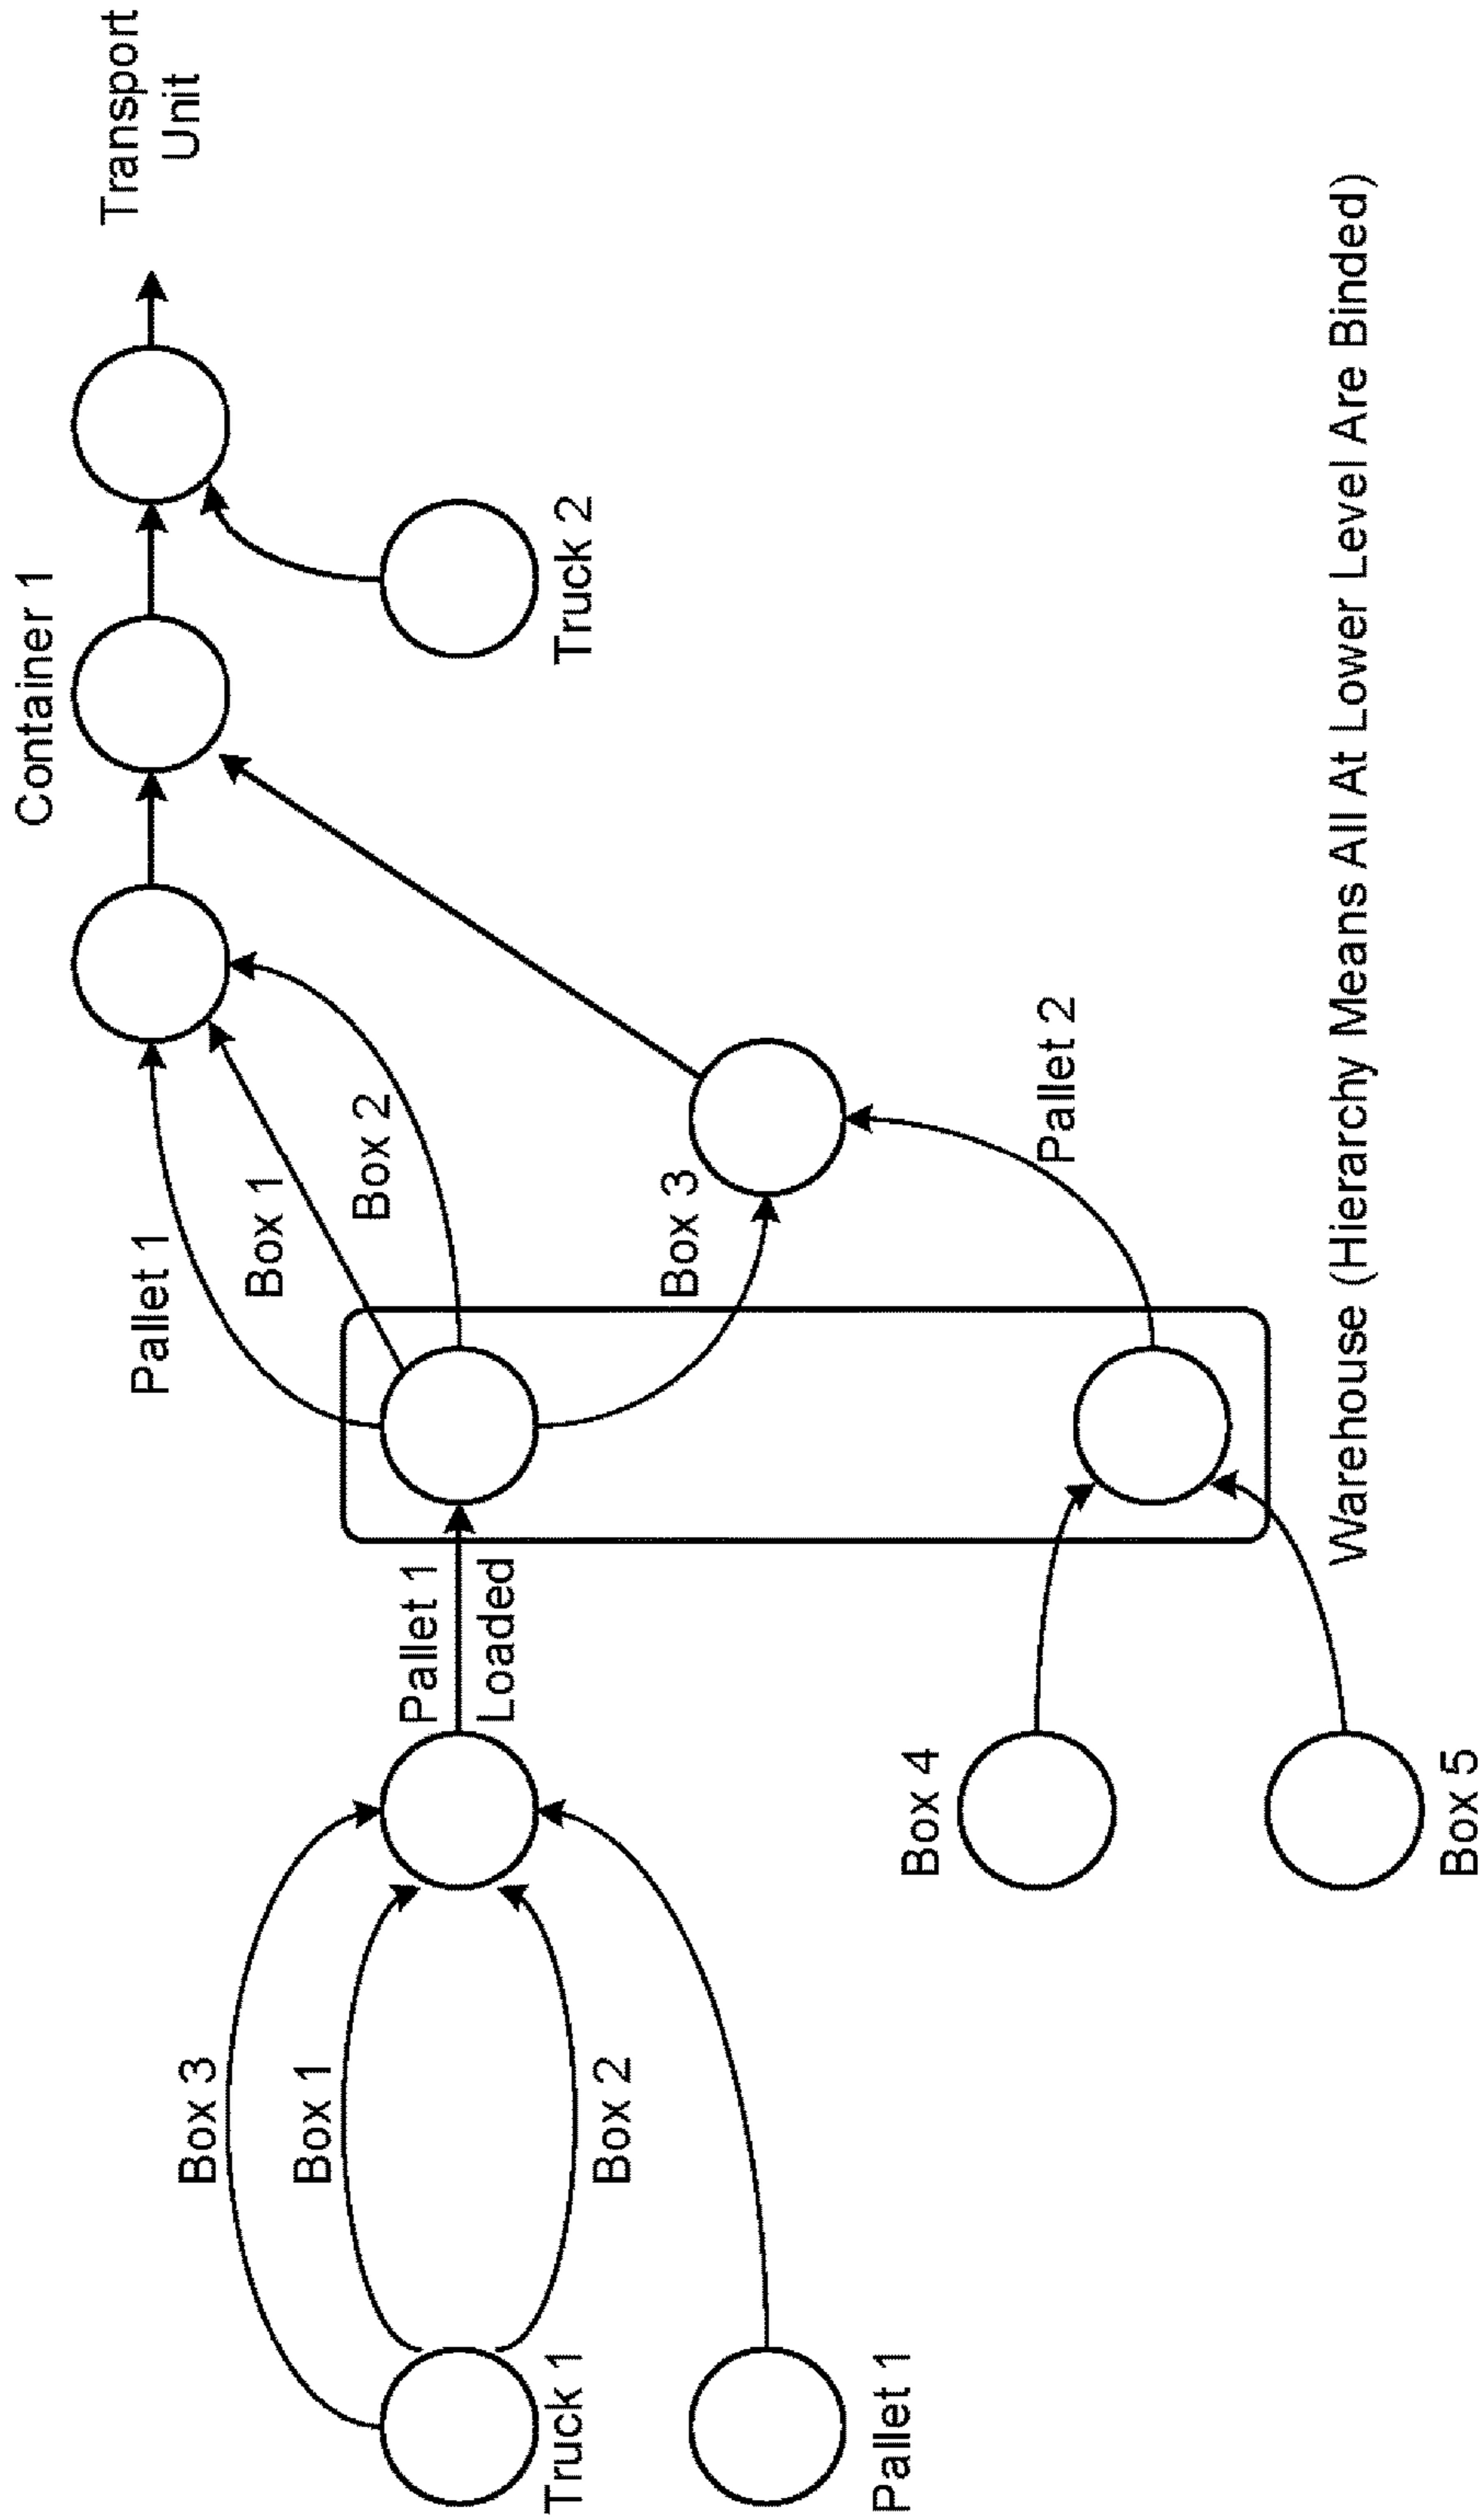 Transport
Unit
Container 1
Truck 2
Pallet 1
Box 1
Box 2
Box 3
Pallet 2
Pallet 1
Loaded
Box 3
Box 1
Box 2
Truck 1
Pallet 1
Box 4
Box 5
Warehouse (Hierarchy Means All At Lower Level Are Binded)